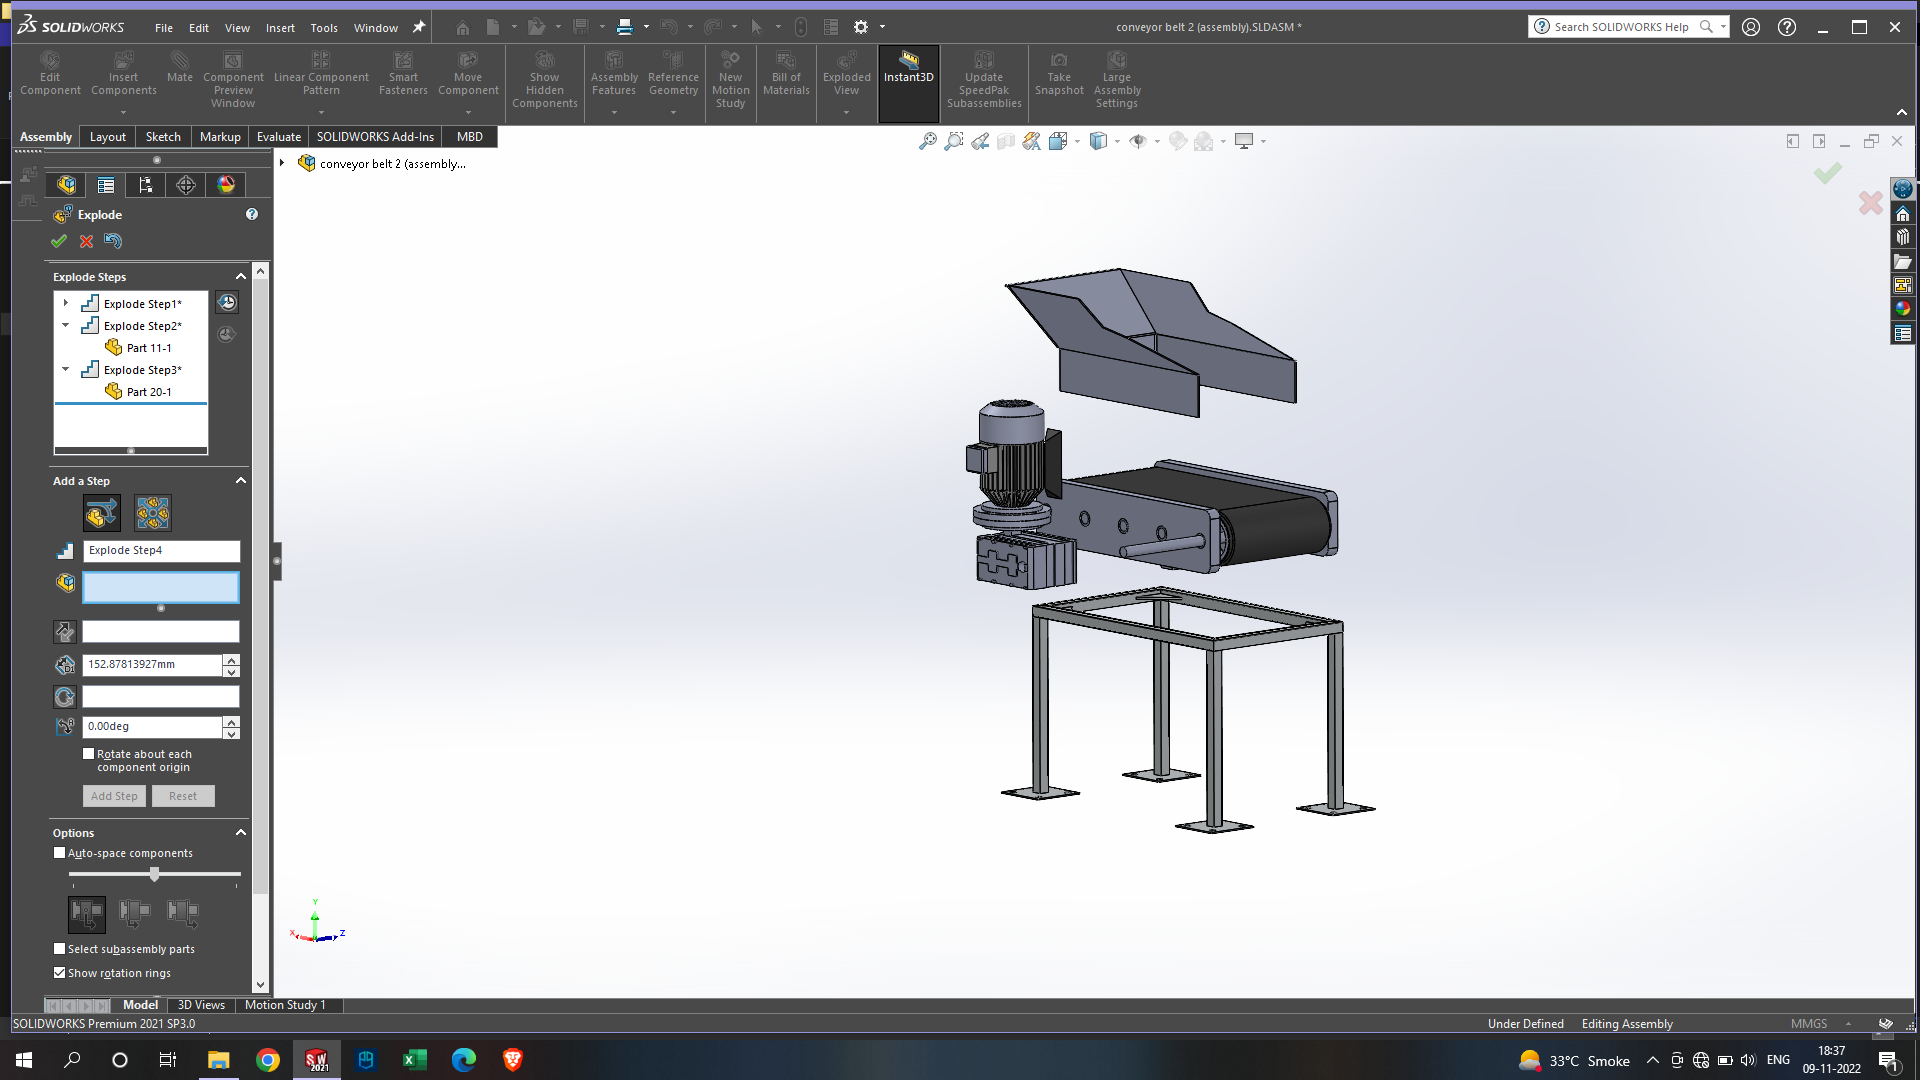 SOLIDWORKS File Edit View Insert Tools Window conveyor belt 2 (assembly).SLDASM * Search SOLIDWORKS Help
Edit Component
Insert Components
Mate
Component Preview Window
Linear Component Pattern
Smart Fasteners
Move Component
Show Hidden Components
Assembly Features
Reference Geometry
New Motion Study
Bill of Materials
Exploded View
Instant3D
Update SpeedPak Subassemblies
Take Snapshot
Large Assembly Settings
Assembly Layout Sketch Markup Evaluate SOLIDWORKS Add-Ins MBD
conveyor belt 2 (assembly...
Explode
Explode Steps
Explode Step1*
Explode Step2*
Part 11-1
Explode Step3*
Part 20-1
Add a Step
Explode Step4
152.87813927mm
0.00deg
Rotate about each
component origin
Add Step Reset
Options
Auto-space components
Select subassembly parts
Show rotation rings
Y
X
Z
Model 3D Views Motion Study 1
SOLIDWORKS Premium 2021 SP3.0 Under Defined Editing Assembly MMGS
33°C Smoke ENG 18:37
09-11-2022